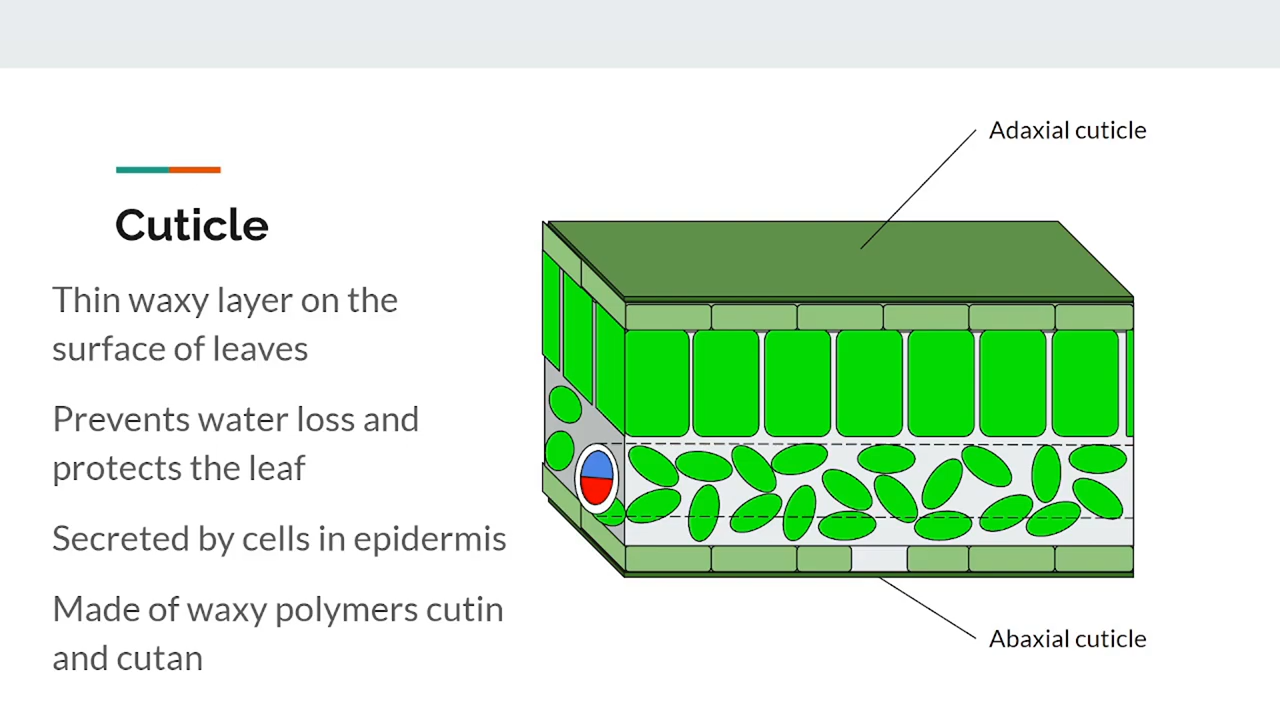 Cuticle
Thin waxy layer on the
surface of leaves
Prevents water loss and
protects the leaf
Secreted by cells in epidermis
Made of waxy polymers cutin
and cutan
Adaxial cuticle
Abaxial cuticle